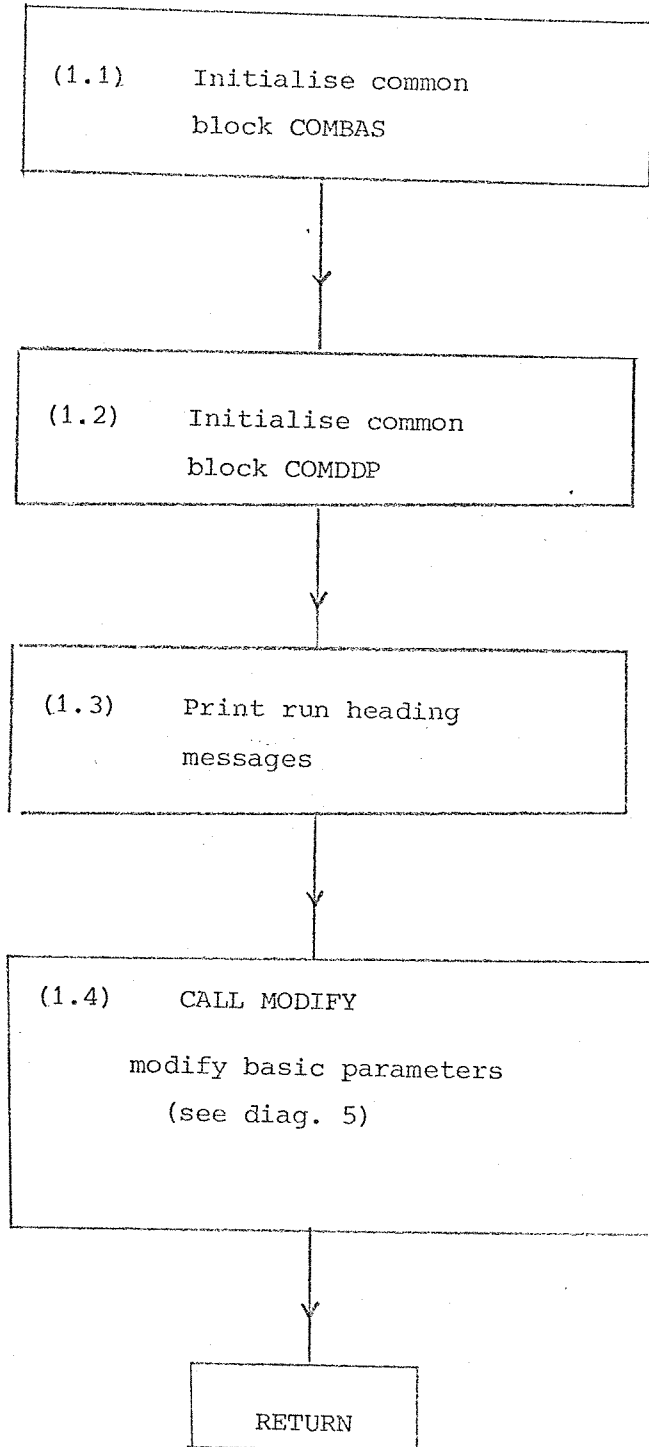 (1.1) Initialise common
block COMBAS
(1.2) Initialise common
block COMDDP
(1.3) Print run heading
messages
(1.4) CALL MODIFY
modify basic parameters
(see diag. 5)
RETURN